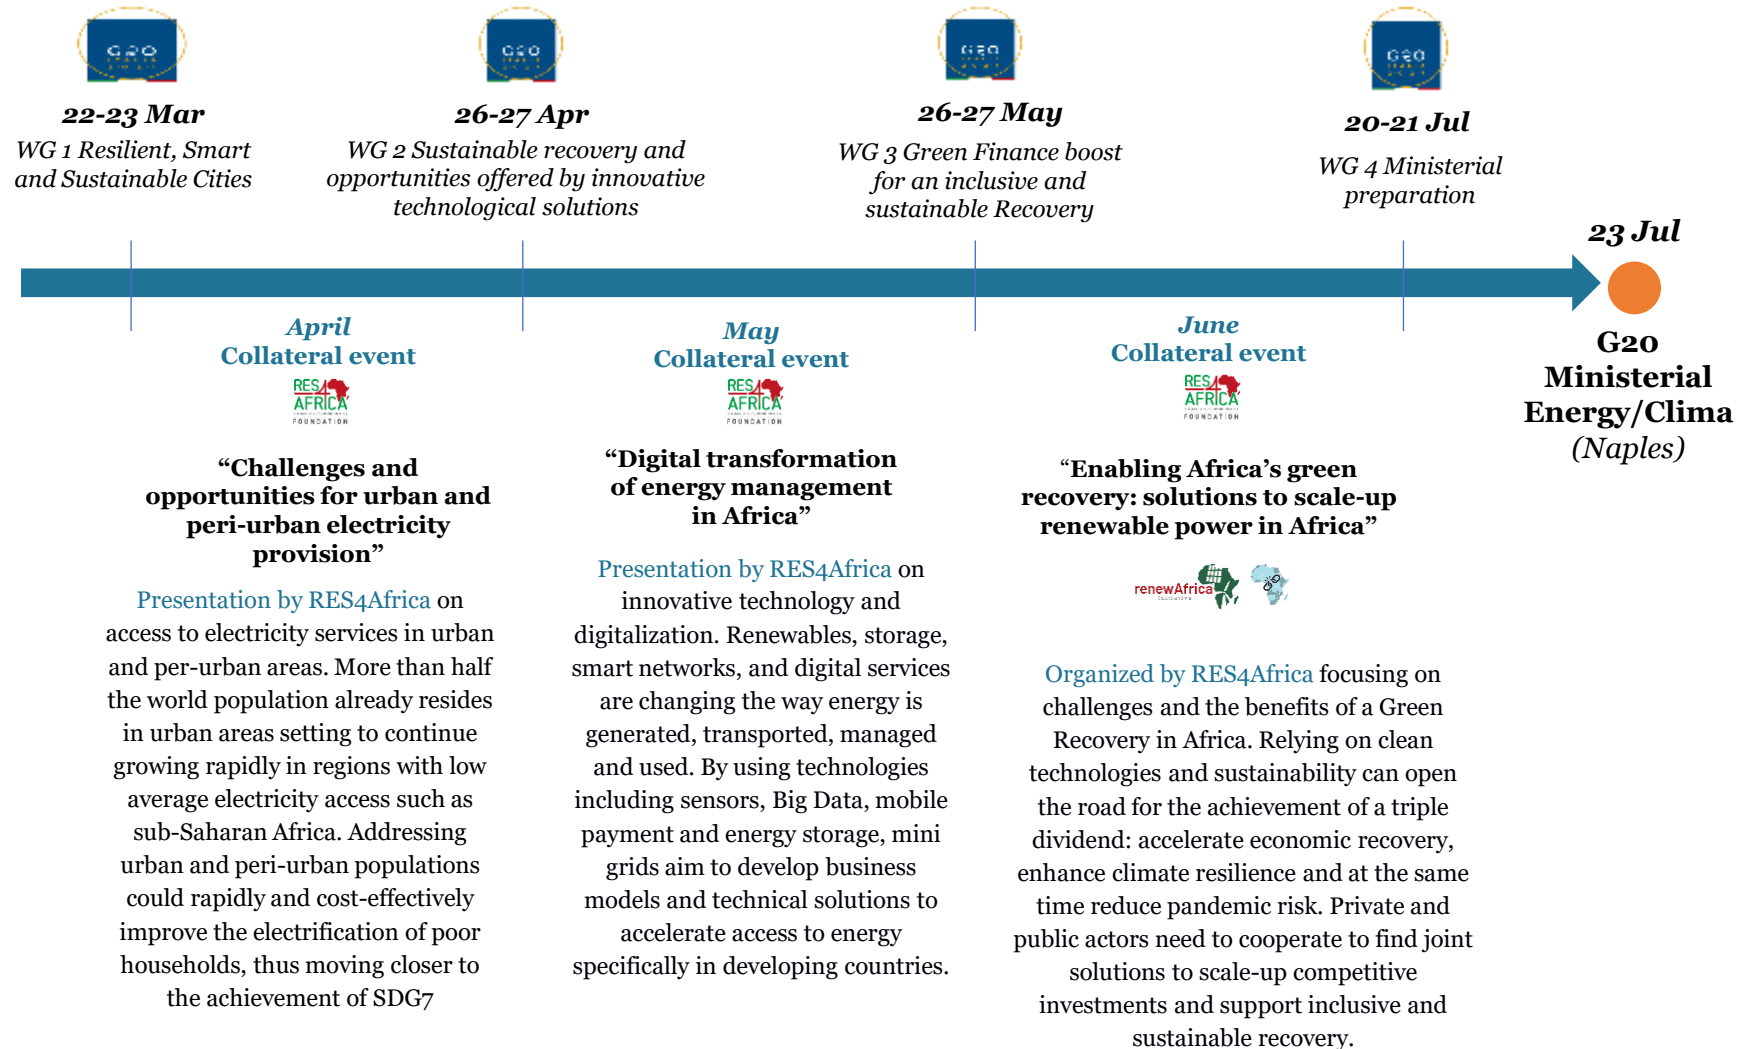 G20
22-23 Mar
WG 1 Resilient, Smart
and Sustainable Cities
G20
26-27 Apr
WG 2 Sustainable recovery and
opportunities offered by innovative
technological solutions
G20
26-27 May
WG 3 Green Finance boost
for an inclusive and
sustainable Recovery
G20
20-21 Jul
WG 4 Ministerial
preparation
23 Jul
G20
Ministerial
Energy/Clima
(Naples)
April
Collateral event
RES4
AFRICA
FOUNDATION
“Challenges and
opportunities for urban and
peri-urban electricity
provision”
Presentation by RES4Africa on
access to electricity services in urban
and per-urban areas. More than half
the world population already resides
in urban areas setting to continue
growing rapidly in regions with low
average electricity access such as
sub-Saharan Africa. Addressing
urban and peri-urban populations
could rapidly and cost-effectively
improve the electrification of poor
households, thus moving closer to
the achievement of SDG7
May
Collateral event
RES4
AFRICA
FOUNDATION
“Digital transformation
of energy management
in Africa”
Presentation by RES4Africa on
innovative technology and
digitalization. Renewables, storage,
smart networks, and digital services
are changing the way energy is
generated, transported, managed
and used. By using technologies
including sensors, Big Data, mobile
payment and energy storage, mini
grids aim to develop business
models and technical solutions to
accelerate access to energy
specifically in developing countries.
June
Collateral event
RES4
AFRICA
FOUNDATION
“Enabling Africa’s green
recovery: solutions to scale-up
renewable power in Africa”
renewAfrica
Organized by RES4Africa focusing on
challenges and the benefits of a Green
Recovery in Africa. Relying on clean
technologies and sustainability can open
the road for the achievement of a triple
dividend: accelerate economic recovery,
enhance climate resilience and at the same
time reduce pandemic risk. Private and
public actors need to cooperate to find joint
solutions to scale-up competitive
investments and support inclusive and
sustainable recovery.